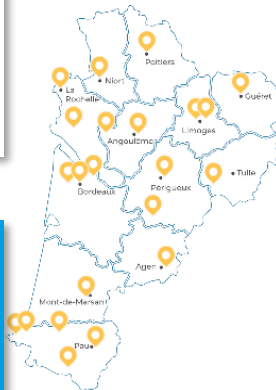 Poitiers
Niort
La
Rochelle
Guéret
Limoges
Angoulême
Bordeaux
Périgueux
Tulle
Agen
Mont-de-Marsan
Pau